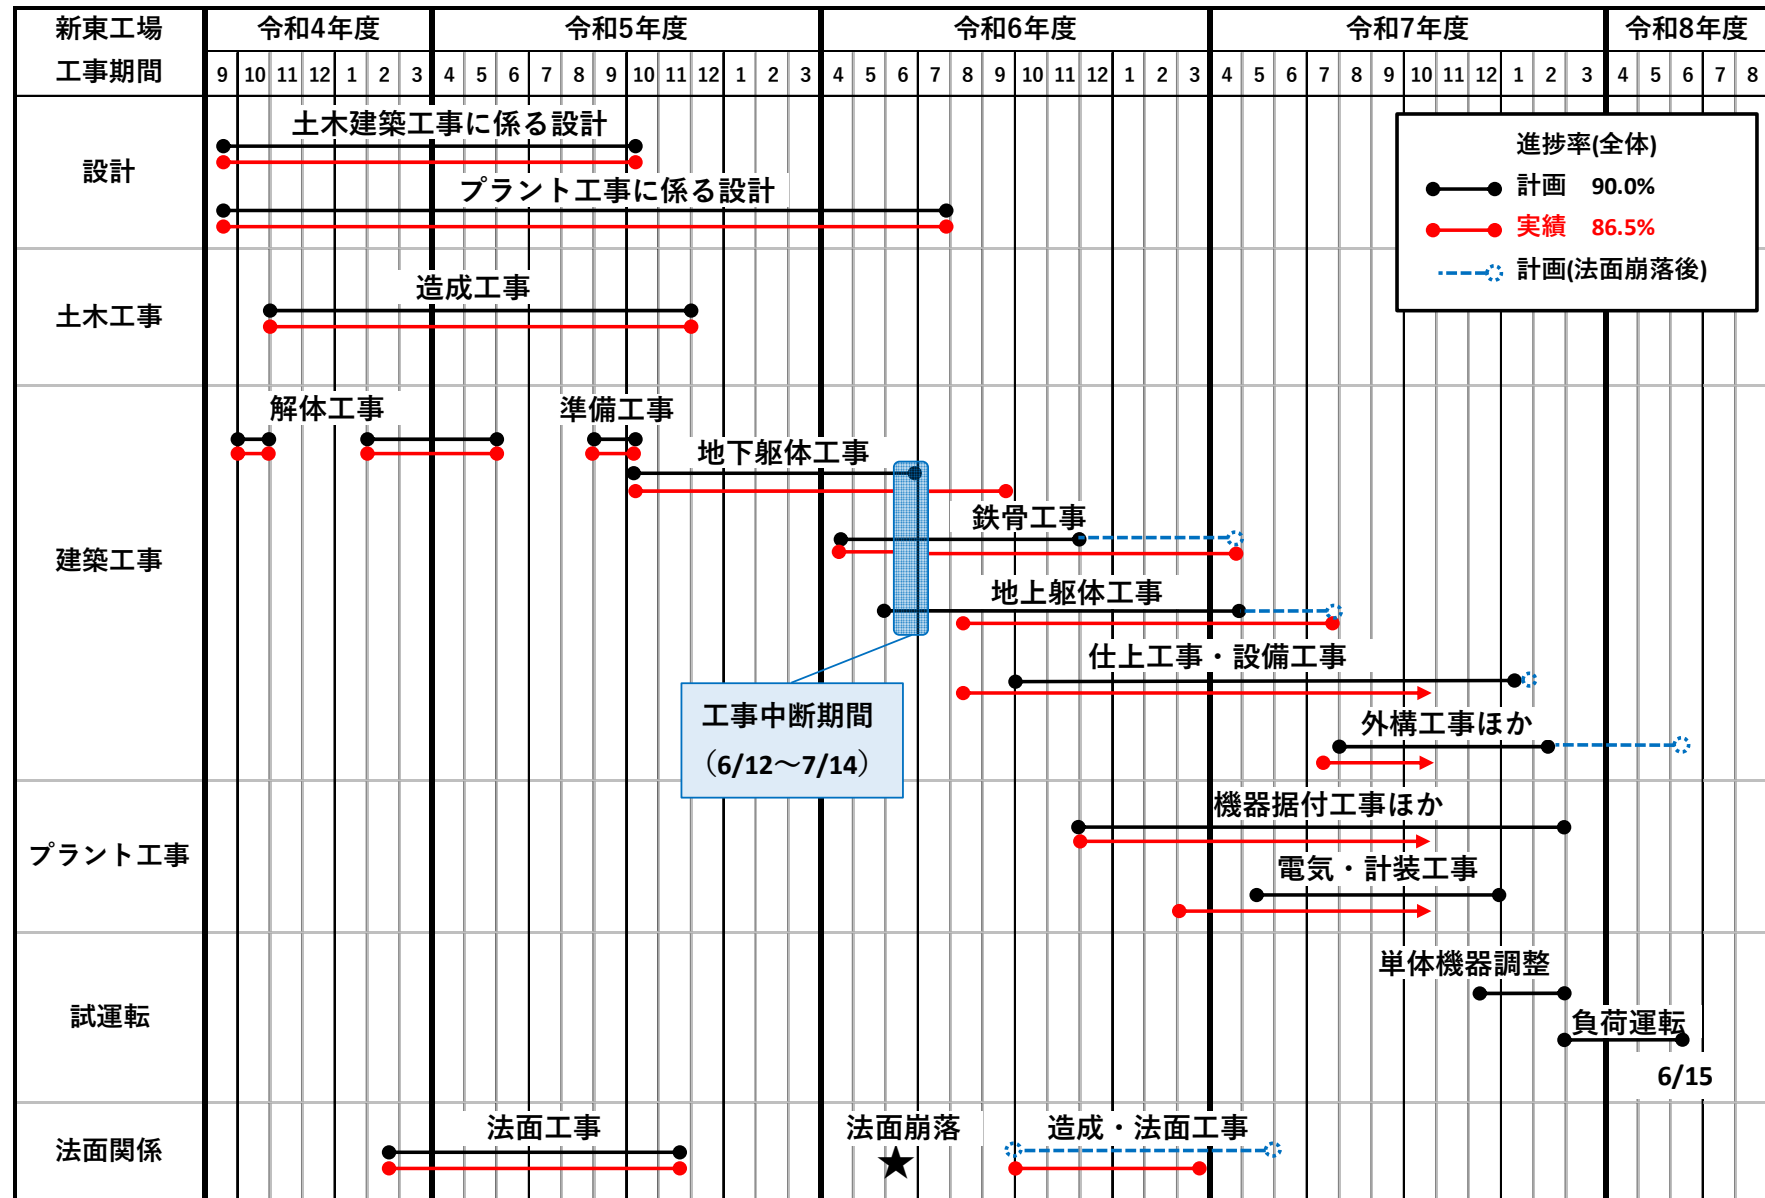 新東工場
工事期間
令和4年度 令和5年度 令和6年度 令和7年度 令和8年度
9 10 11 12 1 2 3 4 5 6 7 8 9 10 11 12 1 2 3 4 5 6 7 8 9 10 11 12 1 2 3 4 5 6 7 8 9 10 11 12 1 2 3 4 5 6 7 8
進捗率(全体)
計画 90.0%
実績 86.5%
計画(法面崩落後)
設計
土木建築工事に係る設計
プラント工事に係る設計
土木工事
造成工事
建築工事
解体工事
準備工事
地下躯体工事
鉄骨工事
地上躯体工事
仕上工事・設備工事
外構工事ほか
工事中断期間
（6/12～7/14）
プラント工事
機器据付工事ほか
電気・計装工事
試運転
単体機器調整
負荷運転
6/15
法面関係
法面工事
法面崩落
★
造成・法面工事